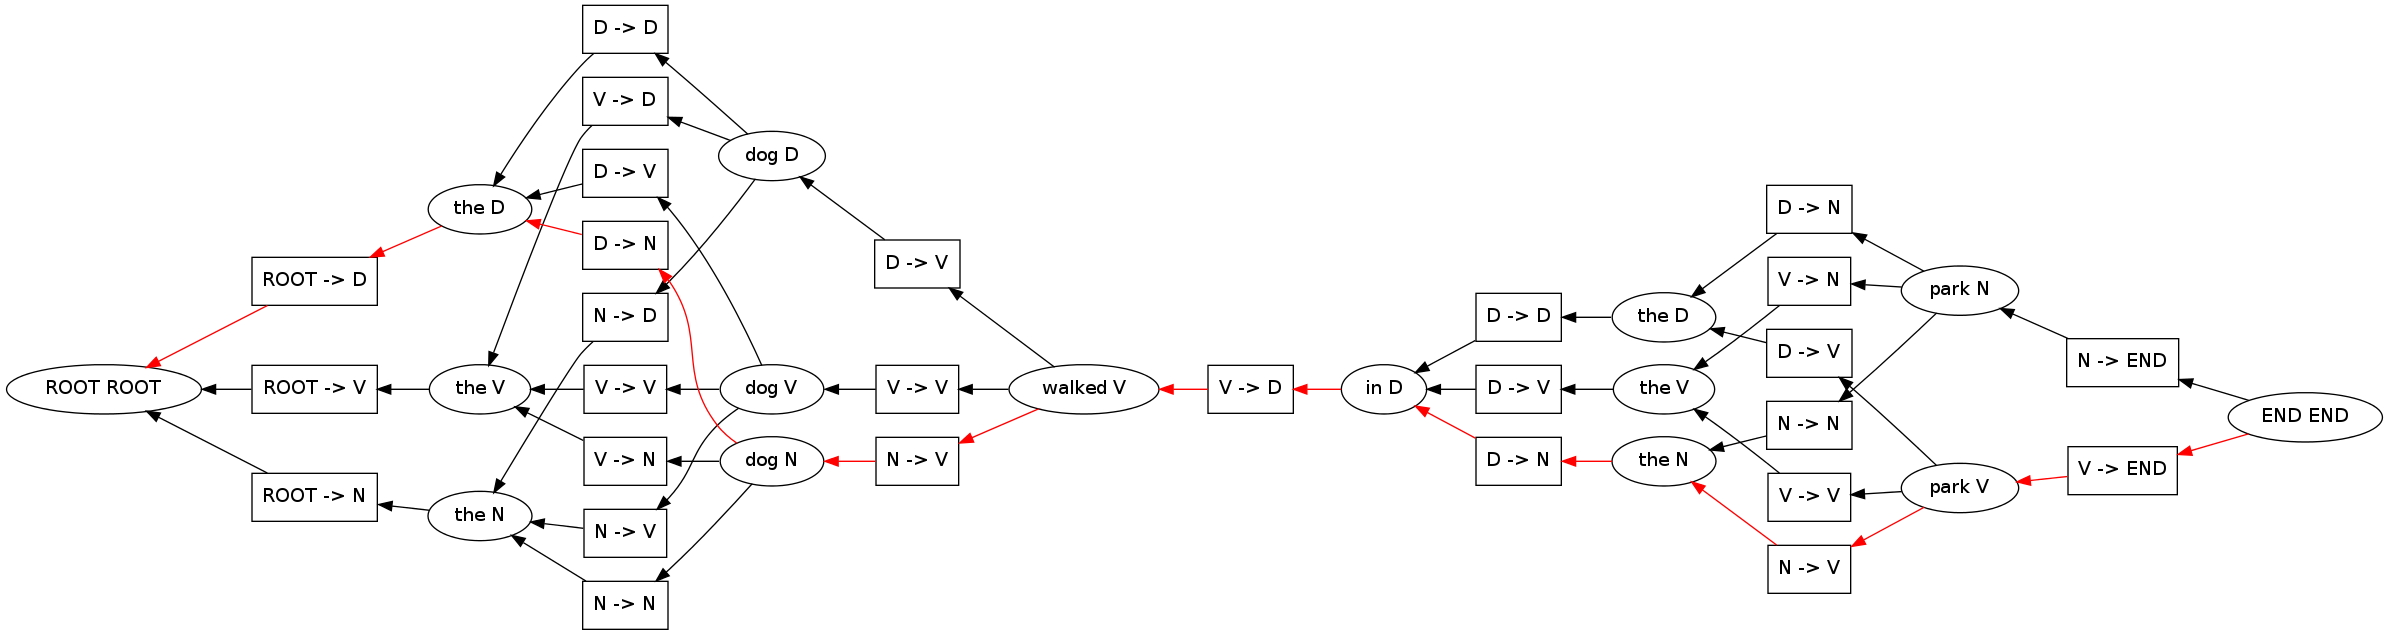 ROOT ROOT
ROOT -> D
ROOT -> V
ROOT -> N
the D
the V
the N
D -> D
V -> D
D -> V
D -> N
N -> D
V -> V
V -> N
N -> V
N -> N
dog D
dog V
dog N
D -> V
V -> V
N -> V
walked V
V -> D
in D
D -> D
D -> V
D -> N
the D
the V
the N
D -> N
V -> N
D -> V
N -> N
V -> V
N -> V
park N
park V
N -> END
V -> END
END END